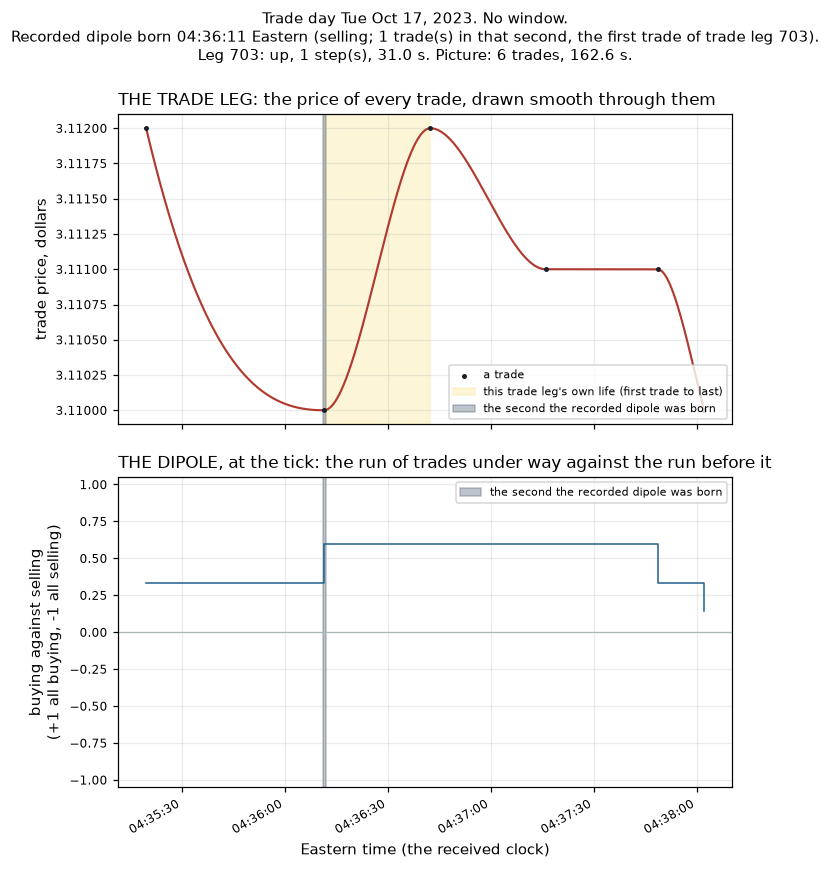 Trade day Tue Oct 17, 2023. No window.
Recorded dipole born 04:36:11 Eastern (selling; 1 trade(s) in that second, the first trade of trade leg 703).
Leg 703: up, 1 step(s), 31.0 s. Picture: 6 trades, 162.6 s.
THE TRADE LEG: the price of every trade, drawn smooth through them
3.11200
3.11175
3.11150
3.11125
3.11100
3.11075
3.11050
3.11025
3.11000
trade price, dollars
a trade
this trade leg's own life (first trade to last)
the second the recorded dipole was born
THE DIPOLE, at the tick: the run of trades under way against the run before it
1.00
0.75
0.50
0.25
0.00
−0.25
−0.50
−0.75
−1.00
buying against selling
(+1 all buying, -1 all selling)
the second the recorded dipole was born
04:35:30
04:36:00
04:36:30
04:37:00
04:37:30
04:38:00
Eastern time (the received clock)